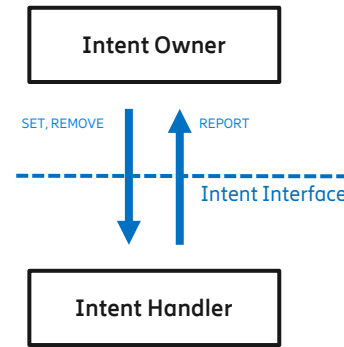 Intent Owner
SET, REMOVE
REPORT
Intent Interface
Intent Handler